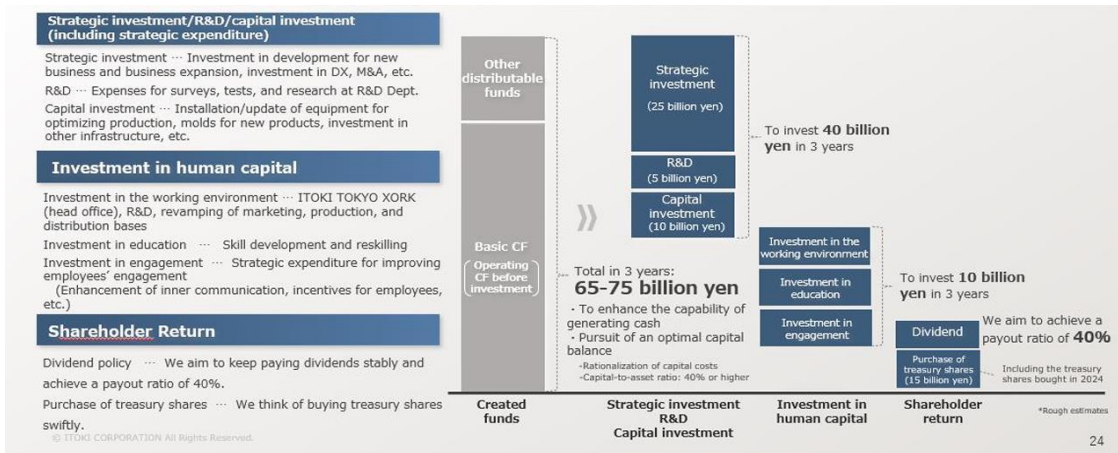 Strategic investment/R&D/capital investment
(including strategic expenditure)
Strategic investment ··· Investment in development for new
business and business expansion, investment in DX, M&A, etc.
R&D ··· Expenses for surveys, tests, and research at R&D Dept.
Capital investment ··· Installation/update of equipment for
optimizing production, molds for new products, investment in
other infrastructure, etc.
Investment in human capital
Investment in the working environment ··· ITOKI TOKYO XORK
(head office), R&D, revamping of marketing, production, and
distribution bases
Investment in education ··· Skill development and reskilling
Investment in engagement ··· Strategic expenditure for improving
employees' engagement
(Enhancement of inner communication, incentives for employees,
etc.)
Shareholder Return
Dividend policy ··· We aim to keep paying dividends stably and
achieve a payout ratio of 40%.
Purchase of treasury shares ··· We think of buying treasury shares
swiftly.
© ITOKI CORPORATION All Rights Reserved.
Other
distributable
funds
Basic CF
Operating
CF before
investment
Total in 3 years:
65-75 billion yen
・To enhance the capability of
generating cash
・Pursuit of an optimal capital
balance
-Rationalization of capital costs
-Capital-to-asset ratio: 40% or higher
Strategic
investment
(25 billion yen)
R&D
(5 billion yen)
Capital
investment
(10 billion yen)
To invest 40 billion
yen in 3 years
Investment in the
working environment
Investment in
education
Investment in
engagement
To invest 10 billion
yen in 3 years
Dividend
We aim to achieve a
payout ratio of 40%
Purchase of
treasury shares
(15 billion yen)
Including the treasury
shares bought in 2024
Created
funds
Strategic investment
R&D
Capital investment
Investment in
human capital
Shareholder
return
*Rough estimates
24